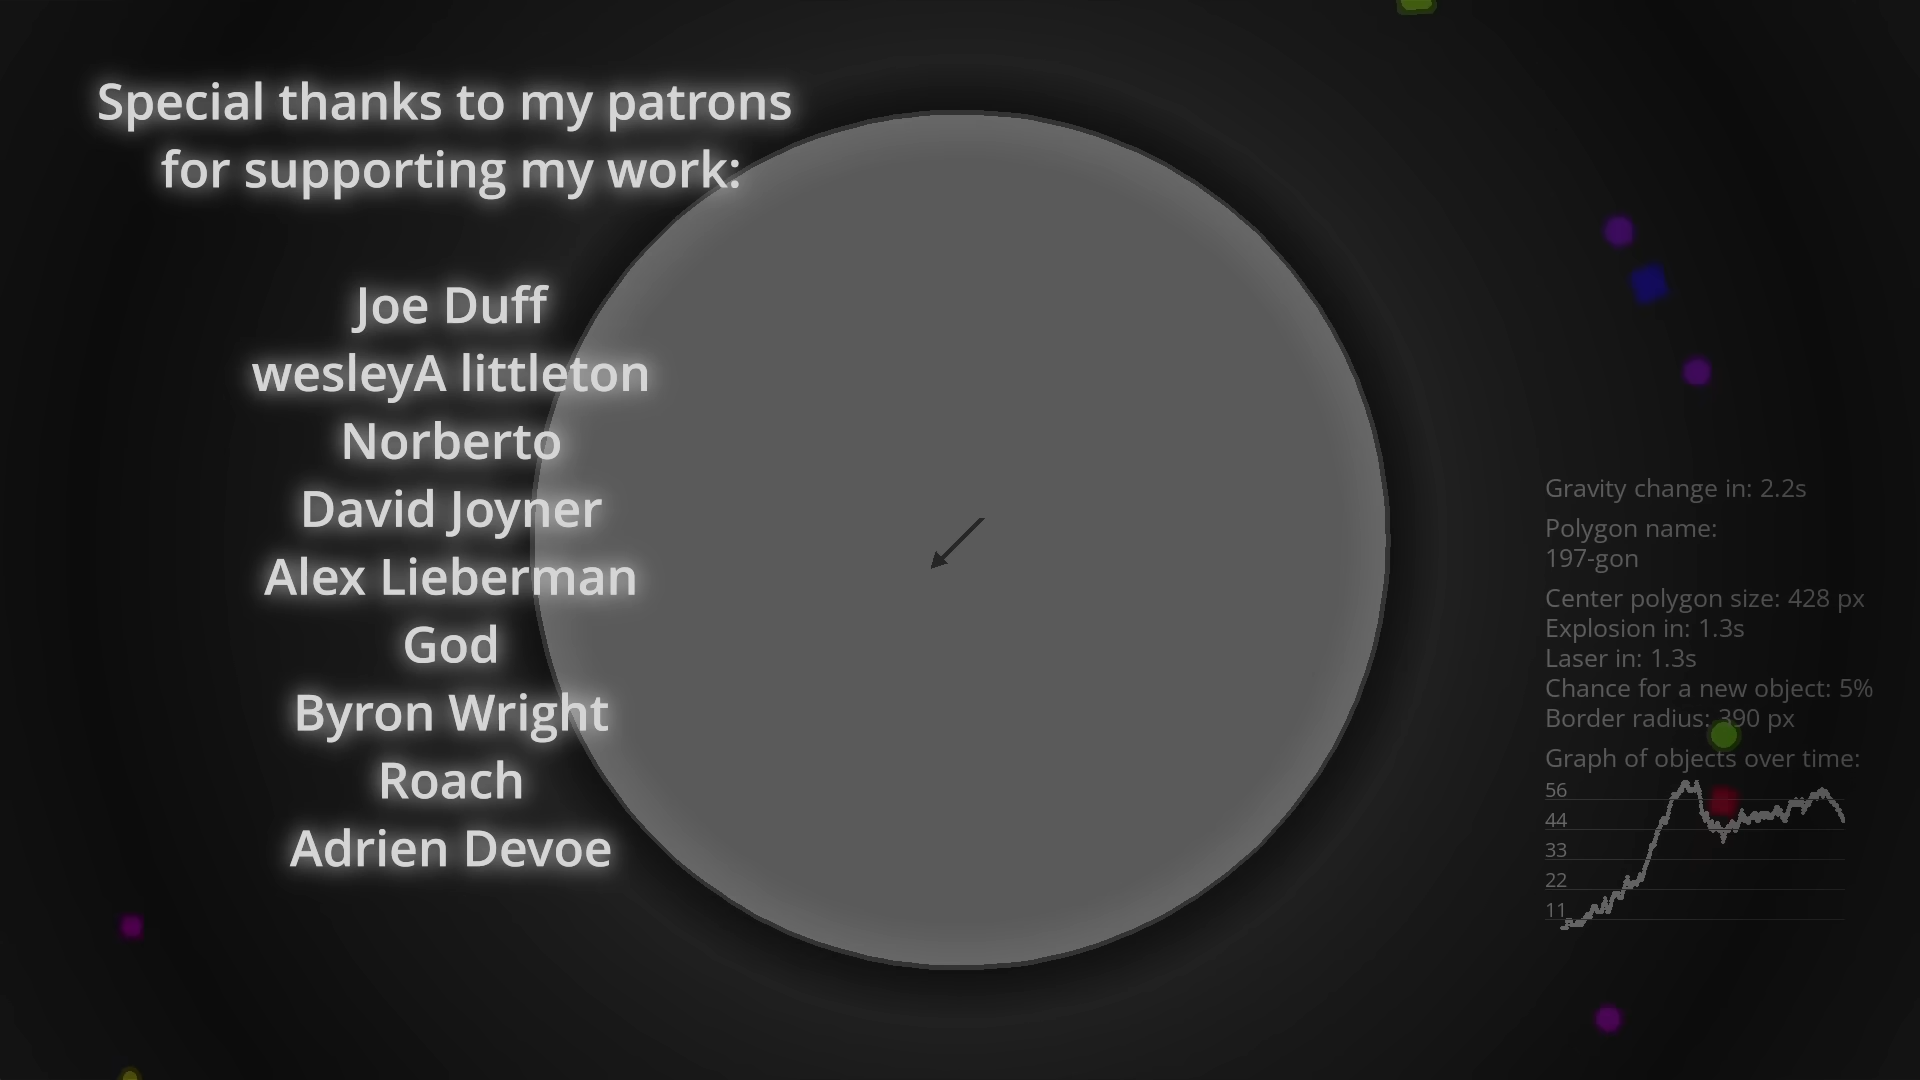 Special thanks to my patrons
for supporting my work:
Joe Duff
wesleyA littleton
Norberto
David Joyner
Alex Lieberman
God
Byron Wright
Roach
Adrien Devoe
Gravity change in: 2.2s
Polygon name:
197-gon
Center polygon size: 428 px
Explosion in: 1.3s
Laser in: 1.3s
Chance for a new object: 5%
Border radius: 390 px
Graph of objects over time:
56
44
33
22
11